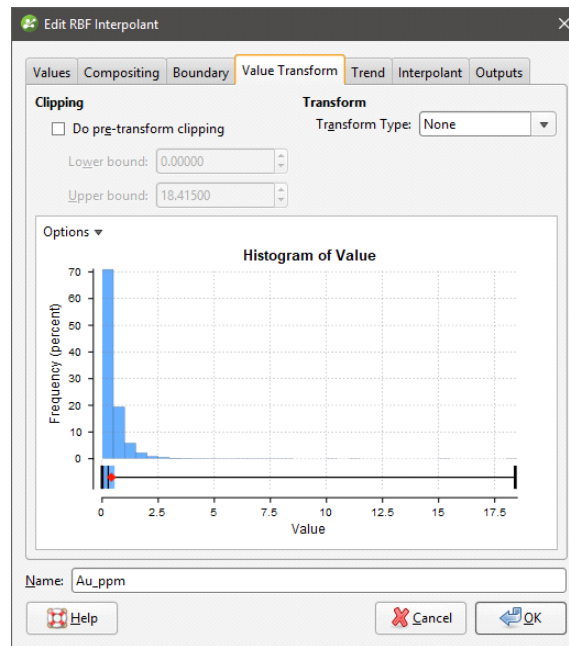 Edit RBF Interpolant
Values Compositing Boundary Value Transform Trend Interpolant Outputs
Clipping Transform
Do pre-transform clipping Transform Type: None
Lower bound: 0.00000
Upper bound: 18.41500
Options
Histogram of Value
70
60
50
40
30
20
10
0
Frequency (percent)
0 2.5 5 7.5 10 12.5 15 17.5
Value
Name: Au_ppm
Help Cancel OK